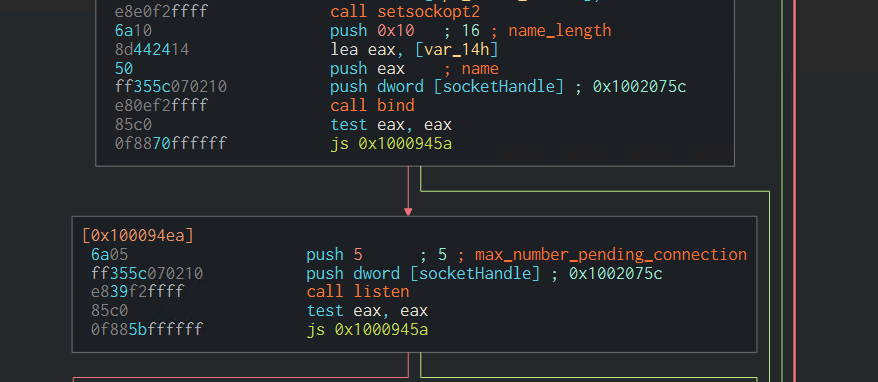 e8e0f2ffff call setsockopt2
6a10 push 0x10 ; 16 ; name_length
8d442414 lea eax, [var_14h]
50 push eax ; name
ff355c070210 push dword [socketHandle] ; 0x1002075c
e80ef2ffff call bind
85c0 test eax, eax
0f8870ffffff js 0x1000945a
[0x100094ea]
6a05 push 5 ; 5 ; max_number_pending_connection
ff355c070210 push dword [socketHandle] ; 0x1002075c
e839f2ffff call listen
85c0 test eax, eax
0f885bffffff js 0x1000945a